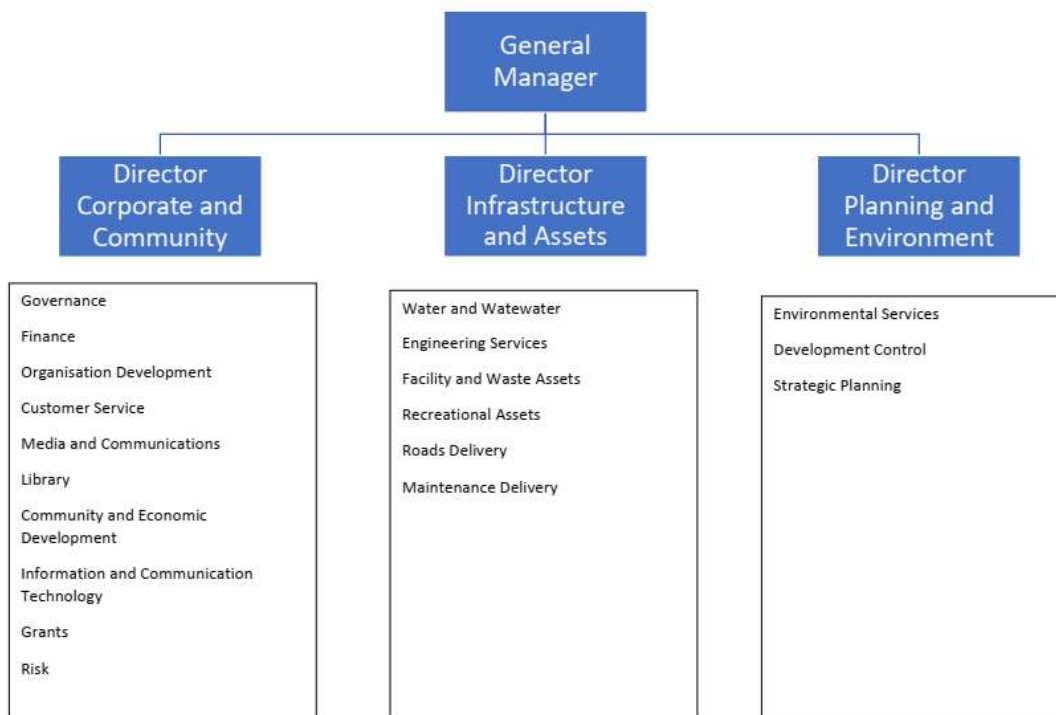 General
Manager
Director
Corporate and
Community
Director
Infrastructure
and Assets
Director
Planning and
Environment
Governance
Finance
Organisation Development
Customer Service
Media and Communications
Library
Community and Economic
Development
Information and Communication
Technology
Grants
Risk
Water and Watewater
Engineering Services
Facility and Waste Assets
Recreational Assets
Roads Delivery
Maintenance Delivery
Environmental Services
Development Control
Strategic Planning